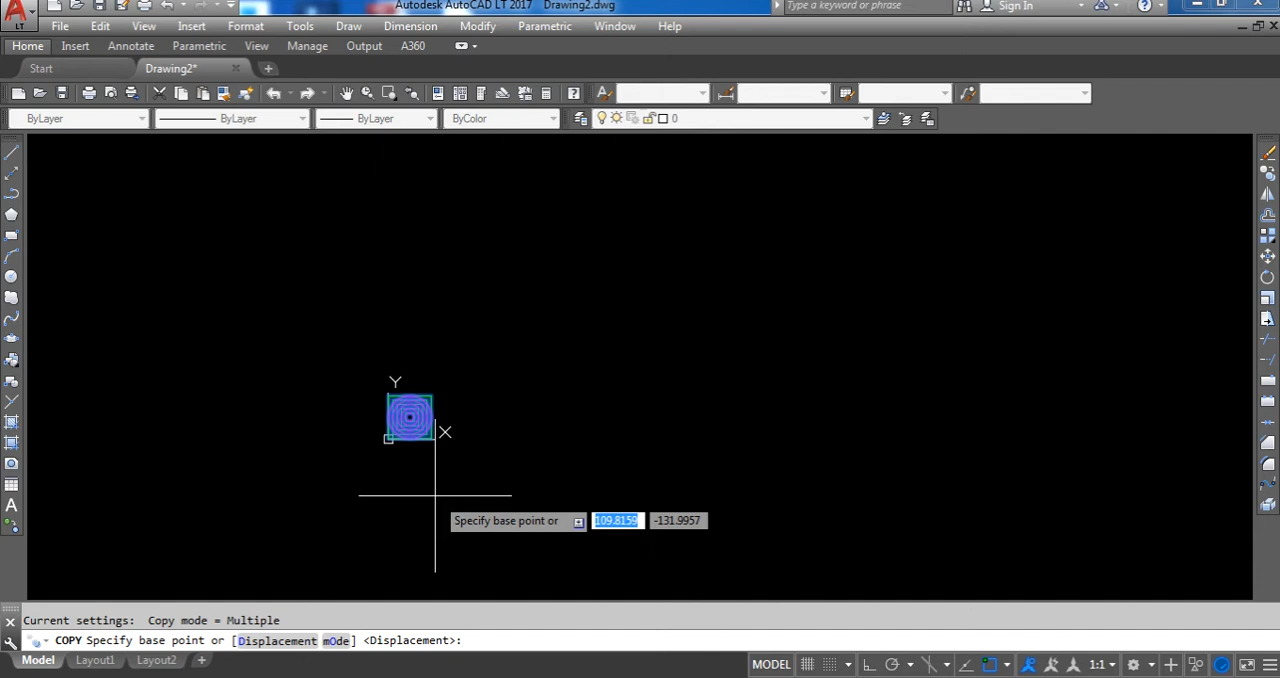 Autodesk AutoCAD LT 2017 Drawing2.dwg
Type a keyword or phrase
Sign In
LT
File Edit View Insert Format Tools Draw Dimension Modify Parametric Window Help
Home Insert Annotate Parametric View Manage Output A360
Start Drawing2*
ByLayer ByLayer ByLayer ByColor 0
Y
X
Specify base point or 109.8159 -131.9957
Current settings: Copy mode = Multiple
COPY Specify base point or [Displacement mOde] <Displacement>:
Model Layout1 Layout2 MODEL 1:1